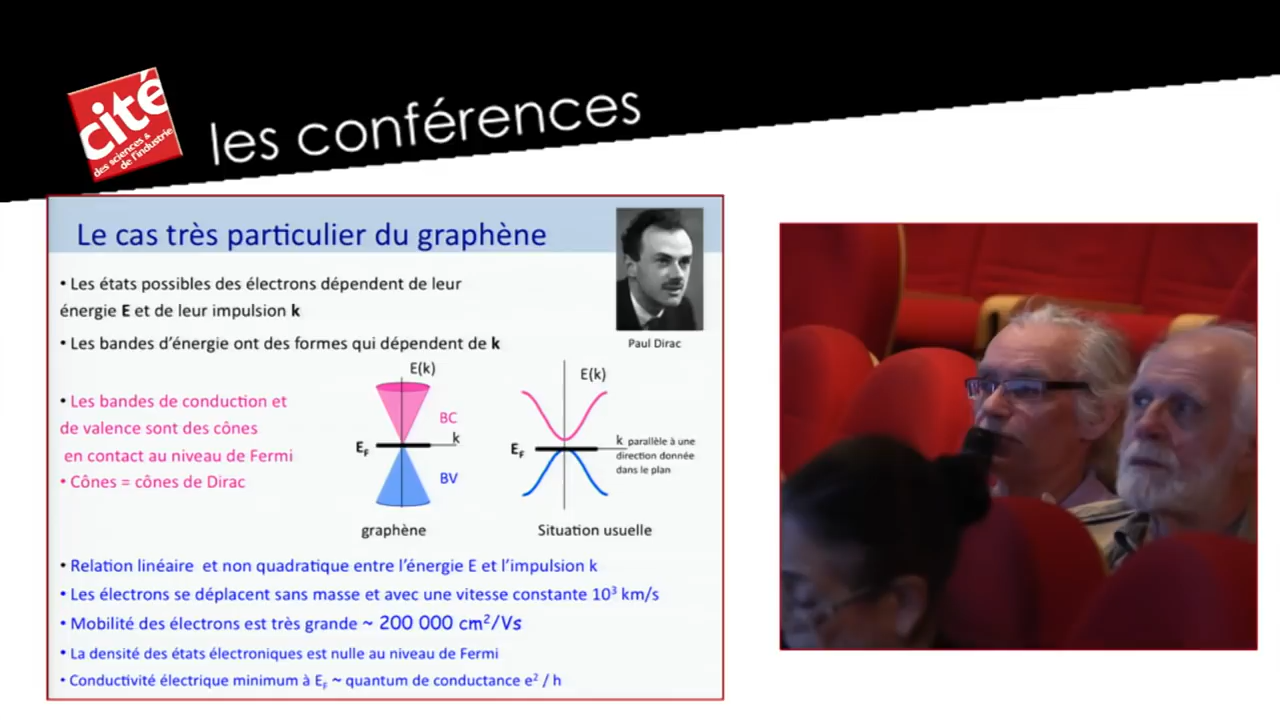 cité
des sciences &
de l'industrie
les conférences
Le cas très particulier du graphène
• Les états possibles des électrons dépendent de leur
énergie E et de leur impulsion k
• Les bandes d'énergie ont des formes qui dépendent de k
Paul Dirac
• Les bandes de conduction et
de valence sont des cônes
en contact au niveau de Fermi
• Cônes = cônes de Dirac
E(k)
BC
k
EF
BV
graphène
E(k)
EF
k parallèle à une
direction donnée
dans le plan
Situation usuelle
• Relation linéaire et non quadratique entre l'énergie E et l'impulsion k
• Les électrons se déplacent sans masse et avec une vitesse constante 10³ km/s
• Mobilité des électrons est très grande ~ 200 000 cm²/Vs
• La densité des états électroniques est nulle au niveau de Fermi
• Conductivité électrique minimum à EF ~ quantum de conductance e² / h